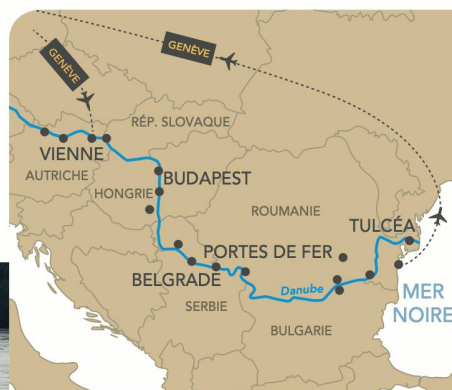 GENÈVE
GENÈVE
RÉP. SLOVAQUE
VIENNE
AUTRICHE
BUDAPEST
HONGRIE
ROUMANIE
TULCÉA
PORTES DE FER
BELGRADE
Danube
MER
NOIRE
SERBIE
BULGARIE